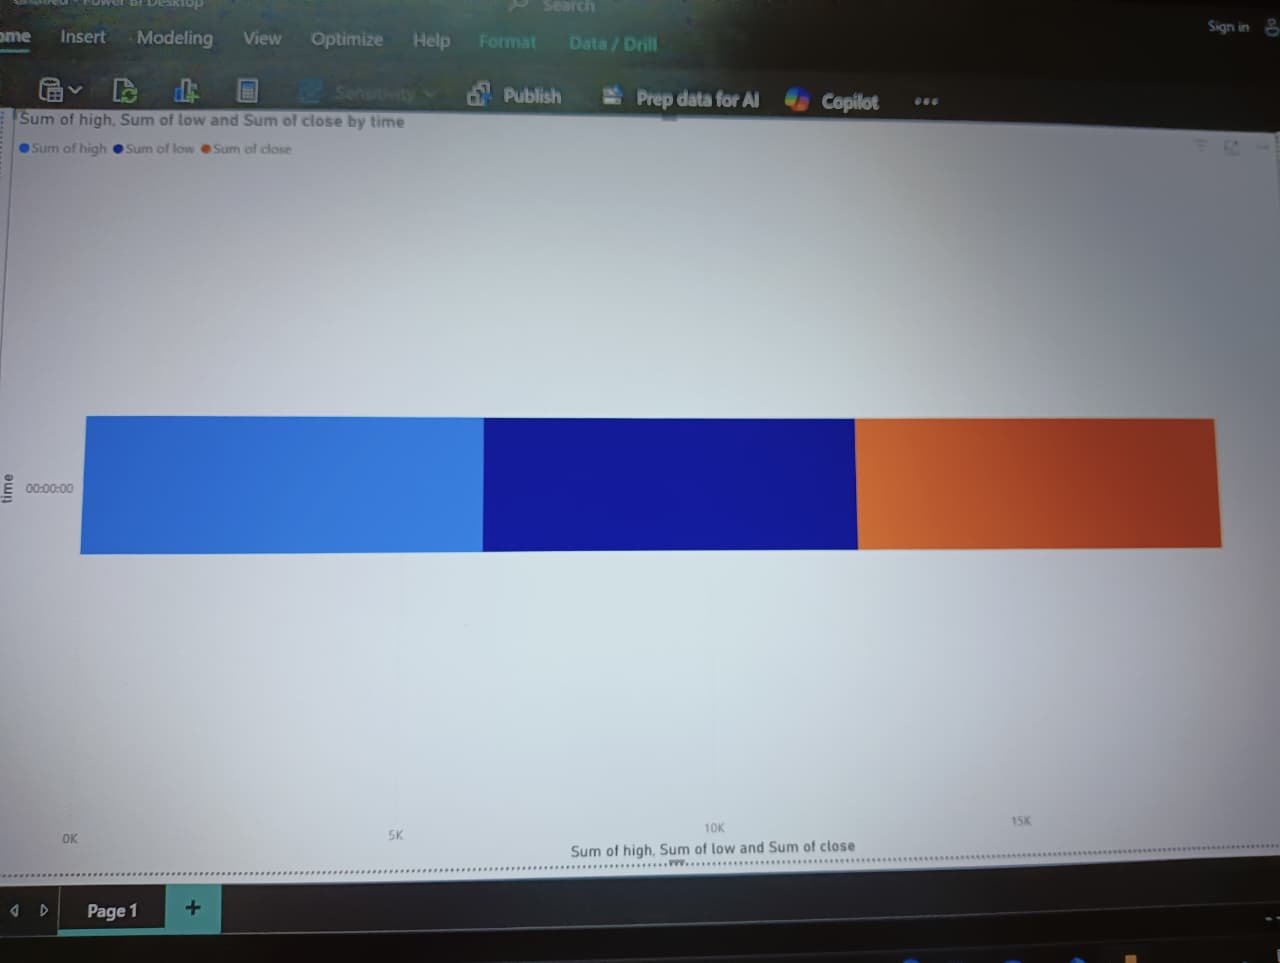 Power BI Desktop
Search
Sign in
ome Insert Modeling View Optimize Help Format Data / Drill
Sensitivity Publish Prep data for AI Copilot
Sum of high, Sum of low and Sum of close by time
Sum of high Sum of low Sum of close
time
00:00:00
0K 5K 10K 15K
Sum of high, Sum of low and Sum of close
Page 1 +